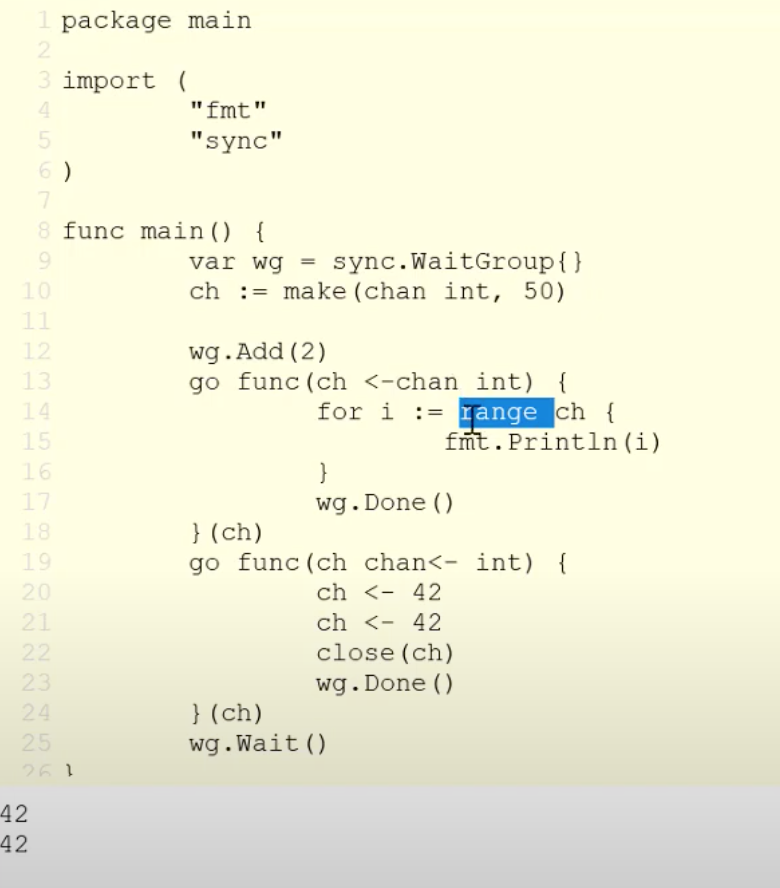 1 package main
2
3 import (
4 "fmt"
5 "sync"
6 )
7
8 func main() {
9 var wg = sync.WaitGroup{}
10 ch := make(chan int, 50)
11
12 wg.Add(2)
13 go func(ch <-chan int) {
14 for i := range ch {
15 fmt.Println(i)
16 }
17 wg.Done()
18 }(ch)
19 go func(ch chan<- int) {
20 ch <- 42
21 ch <- 42
22 close(ch)
23 wg.Done()
24 }(ch)
25 wg.Wait()
26 }
42
42